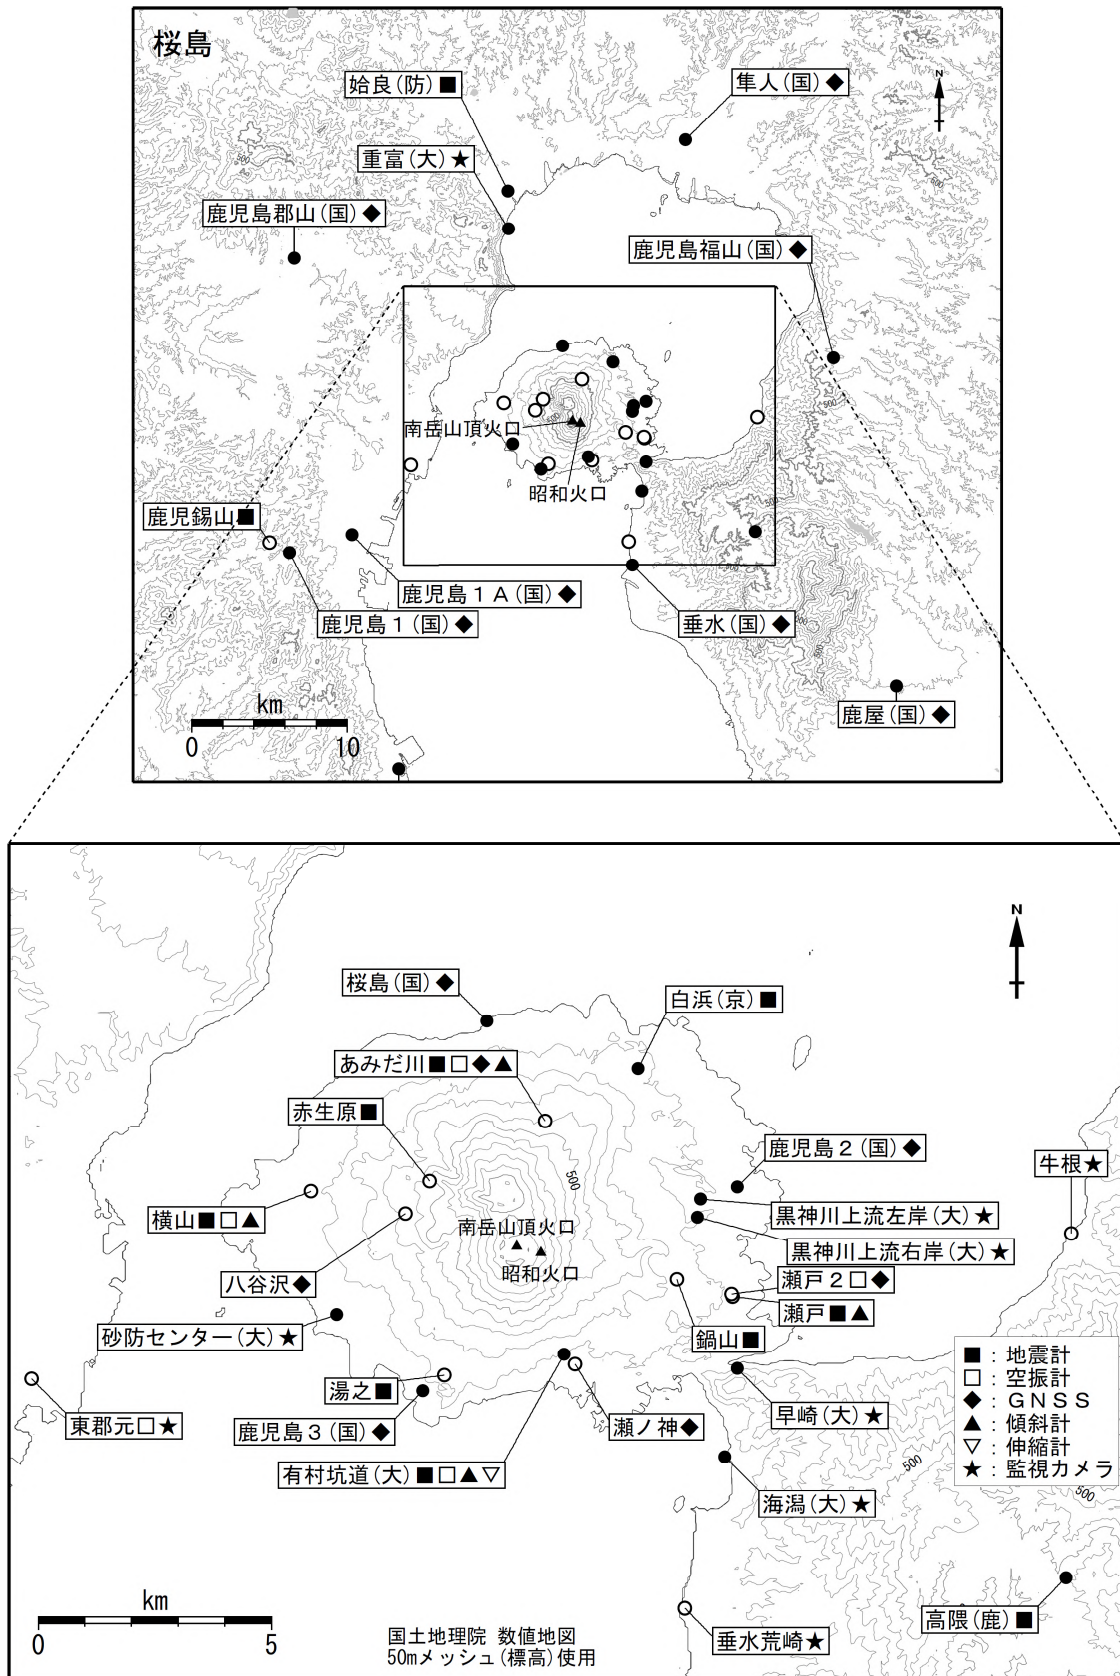 桜島
姶良(防)■
隼人(国)◆
N
重富(大)★
500
500
鹿児島郡山(国)◆
鹿児島福山(国)◆
500
南岳山頂火口
昭和火口
500
鹿児錫山■
500
鹿児島1A(国)◆
鹿児島1(国)◆
垂水(国)◆
500
km
0 10
鹿屋(国)◆
N
桜島(国)◆
白浜(京)■
あみだ川■□◆▲
赤生原■
鹿児島2(国)◆
牛根★
500
横山■□▲
黒神川上流左岸(大)★
南岳山頂火口
黒神川上流右岸(大)★
昭和火口
八谷沢◆
瀬戸2□◆
瀬戸■▲
砂防センター(大)★
鍋山■
■:地震計
□:空振計
◆:GNSS
▲:傾斜計
▽:伸縮計
★:監視カメラ
湯之■
東郡元□★
早崎(大)★
鹿児島3(国)◆
瀬ノ神◆
有村坑道(大)■□▲▽
500
500
海潟(大)★
km
0 5
高隈(鹿)■
国土地理院 数値地図
50mメッシュ(標高)使用
垂水荒崎★